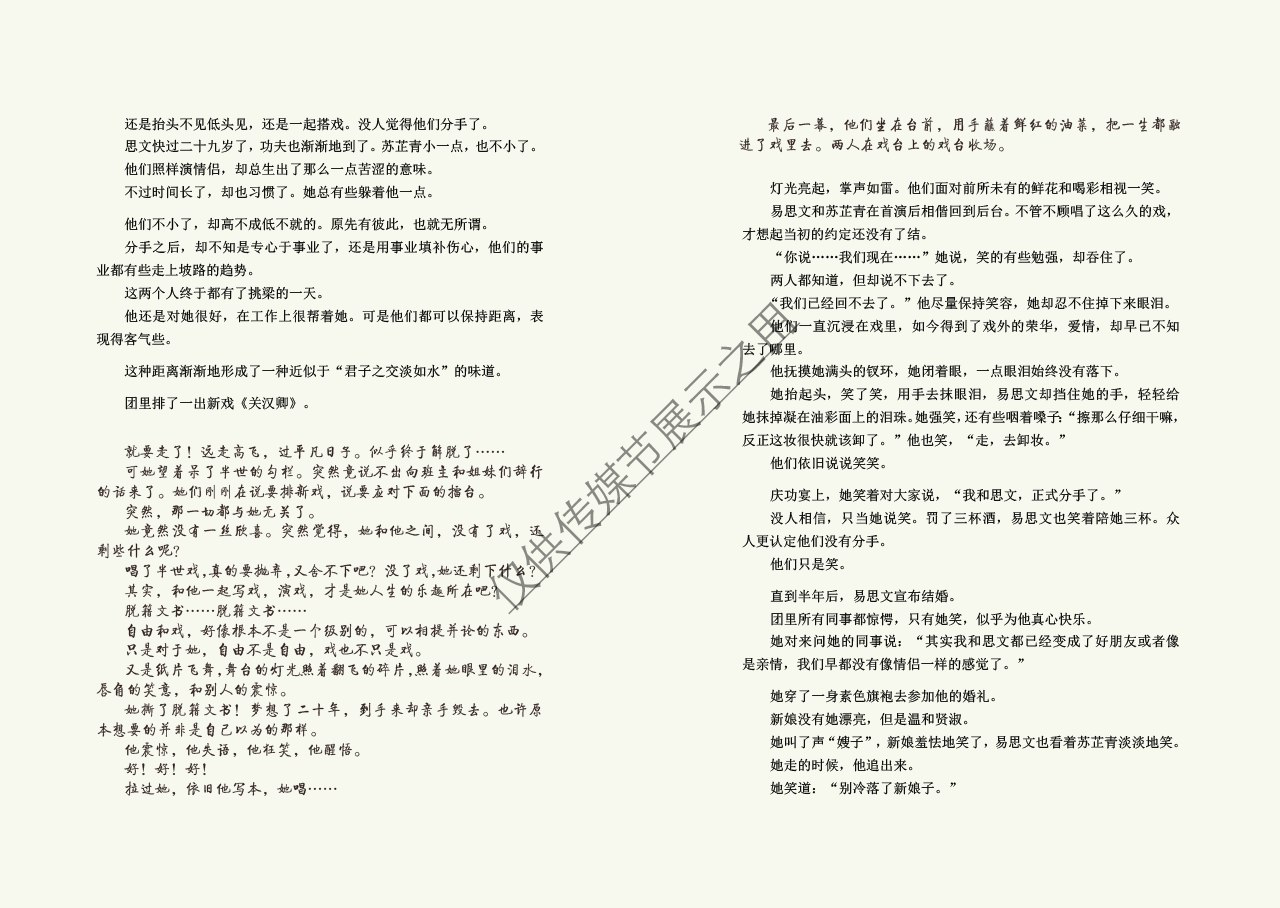 还是抬头不见低头见，还是一起搭戏。没人觉得他们分手了。
思文快过二十九岁了，功夫也渐渐地到了。苏芷青小一点，也不小了。
他们照样演情侣，却总生出了那么一点苦涩的意味。
不过时间长了，却也习惯了。她总有些躲着他一点。
他们不小了，却高不成低不就的。原先有彼此，也就无所谓。
分手之后，却不知是专心于事业了，还是用事业填补伤心，他们的事
业都有些走上坡路的趋势。
这两个人终于都有了挑梁的一天。
他还是对她很好，在工作上很帮着她。可是他们都可以保持距离，表
现得客气些。
这种距离渐渐地形成了一种近似于“君子之交淡如水”的味道。
团里排了一出新戏《关汉卿》。
就要走了！远走高飞，过平凡日子。似乎终于解脱了……
可她望着呆了半世的勾栏。突然竟说不出向班主和姐妹们辞行
的话来了。她们刚刚在说要排新戏，说要应对下面的擂台。
突然，那一切都与她无关了。
她竟然没有一丝欣喜。突然觉得，她和他之间，没有了戏，还
剩些什么呢？
唱了半世戏,真的要抛弃,又舍不下吧？没了戏,她还剩下什么？
其实，和他一起写戏，演戏，才是她人生的乐趣所在吧？
脱籍文书……脱籍文书……
自由和戏，好像根本不是一个级别的，可以相提并论的东西。
只是对于她，自由不是自由，戏也不只是戏。
又是纸片飞舞,舞台的灯光照着翻飞的碎片,照着她眼里的泪水,
唇角的笑意，和别人的震惊。
她撕了脱籍文书！梦想了二十年，到手来却亲手毁去。也许原
本想要的并非是自己以为的那样。
他震惊，他失语，他狂笑，他醒悟。
好！好！好！
拉过她，依旧他写本，她唱……
最后一幕，他们坐在台前，用手蘸着鲜红的油菜，把一生都融
进了戏里去。两人在戏台上的戏台收场。
灯光亮起，掌声如雷。他们面对前所未有的鲜花和喝彩相视一笑。
易思文和苏芷青在首演后相偕回到后台。不管不顾唱了这么久的戏，
才想起当初的约定还没有了结。
“你说……我们现在……”她说，笑的有些勉强，却吞住了。
两人都知道，但却说不下去了。
“我们已经回不去了。”他尽量保持笑容，她却忍不住掉下来眼泪。
他们一直沉浸在戏里，如今得到了戏外的荣华，爱情，却早已不知
去了哪里。
他抚摸她满头的钗环，她闭着眼，一点眼泪始终没有落下。
她抬起头，笑了笑，用手去抹眼泪，易思文却挡住她的手，轻轻给
她抹掉凝在油彩面上的泪珠。她强笑，还有些咽着嗓子：“擦那么仔细干嘛，
反正这妆很快就该卸了。”他也笑，“走，去卸妆。”
他们依旧说说笑笑。
庆功宴上，她笑着对大家说，“我和思文，正式分手了。”
没人相信，只当她说笑。罚了三杯酒，易思文也笑着陪她三杯。众
人更认定他们没有分手。
他们只是笑。
直到半年后，易思文宣布结婚。
团里所有同事都惊愕，只有她笑，似乎为他真心快乐。
她对来问她的同事说：“其实我和思文都已经变成了好朋友或者像
是亲情，我们早都没有像情侣一样的感觉了。”
她穿了一身素色旗袍去参加他的婚礼。
新娘没有她漂亮，但是温和贤淑。
她叫了声“嫂子”，新娘羞怯地笑了，易思文也看着苏芷青淡淡地笑。
她走的时候，他追出来。
她笑道：“别冷落了新娘子。”
仅供传媒节展示之用